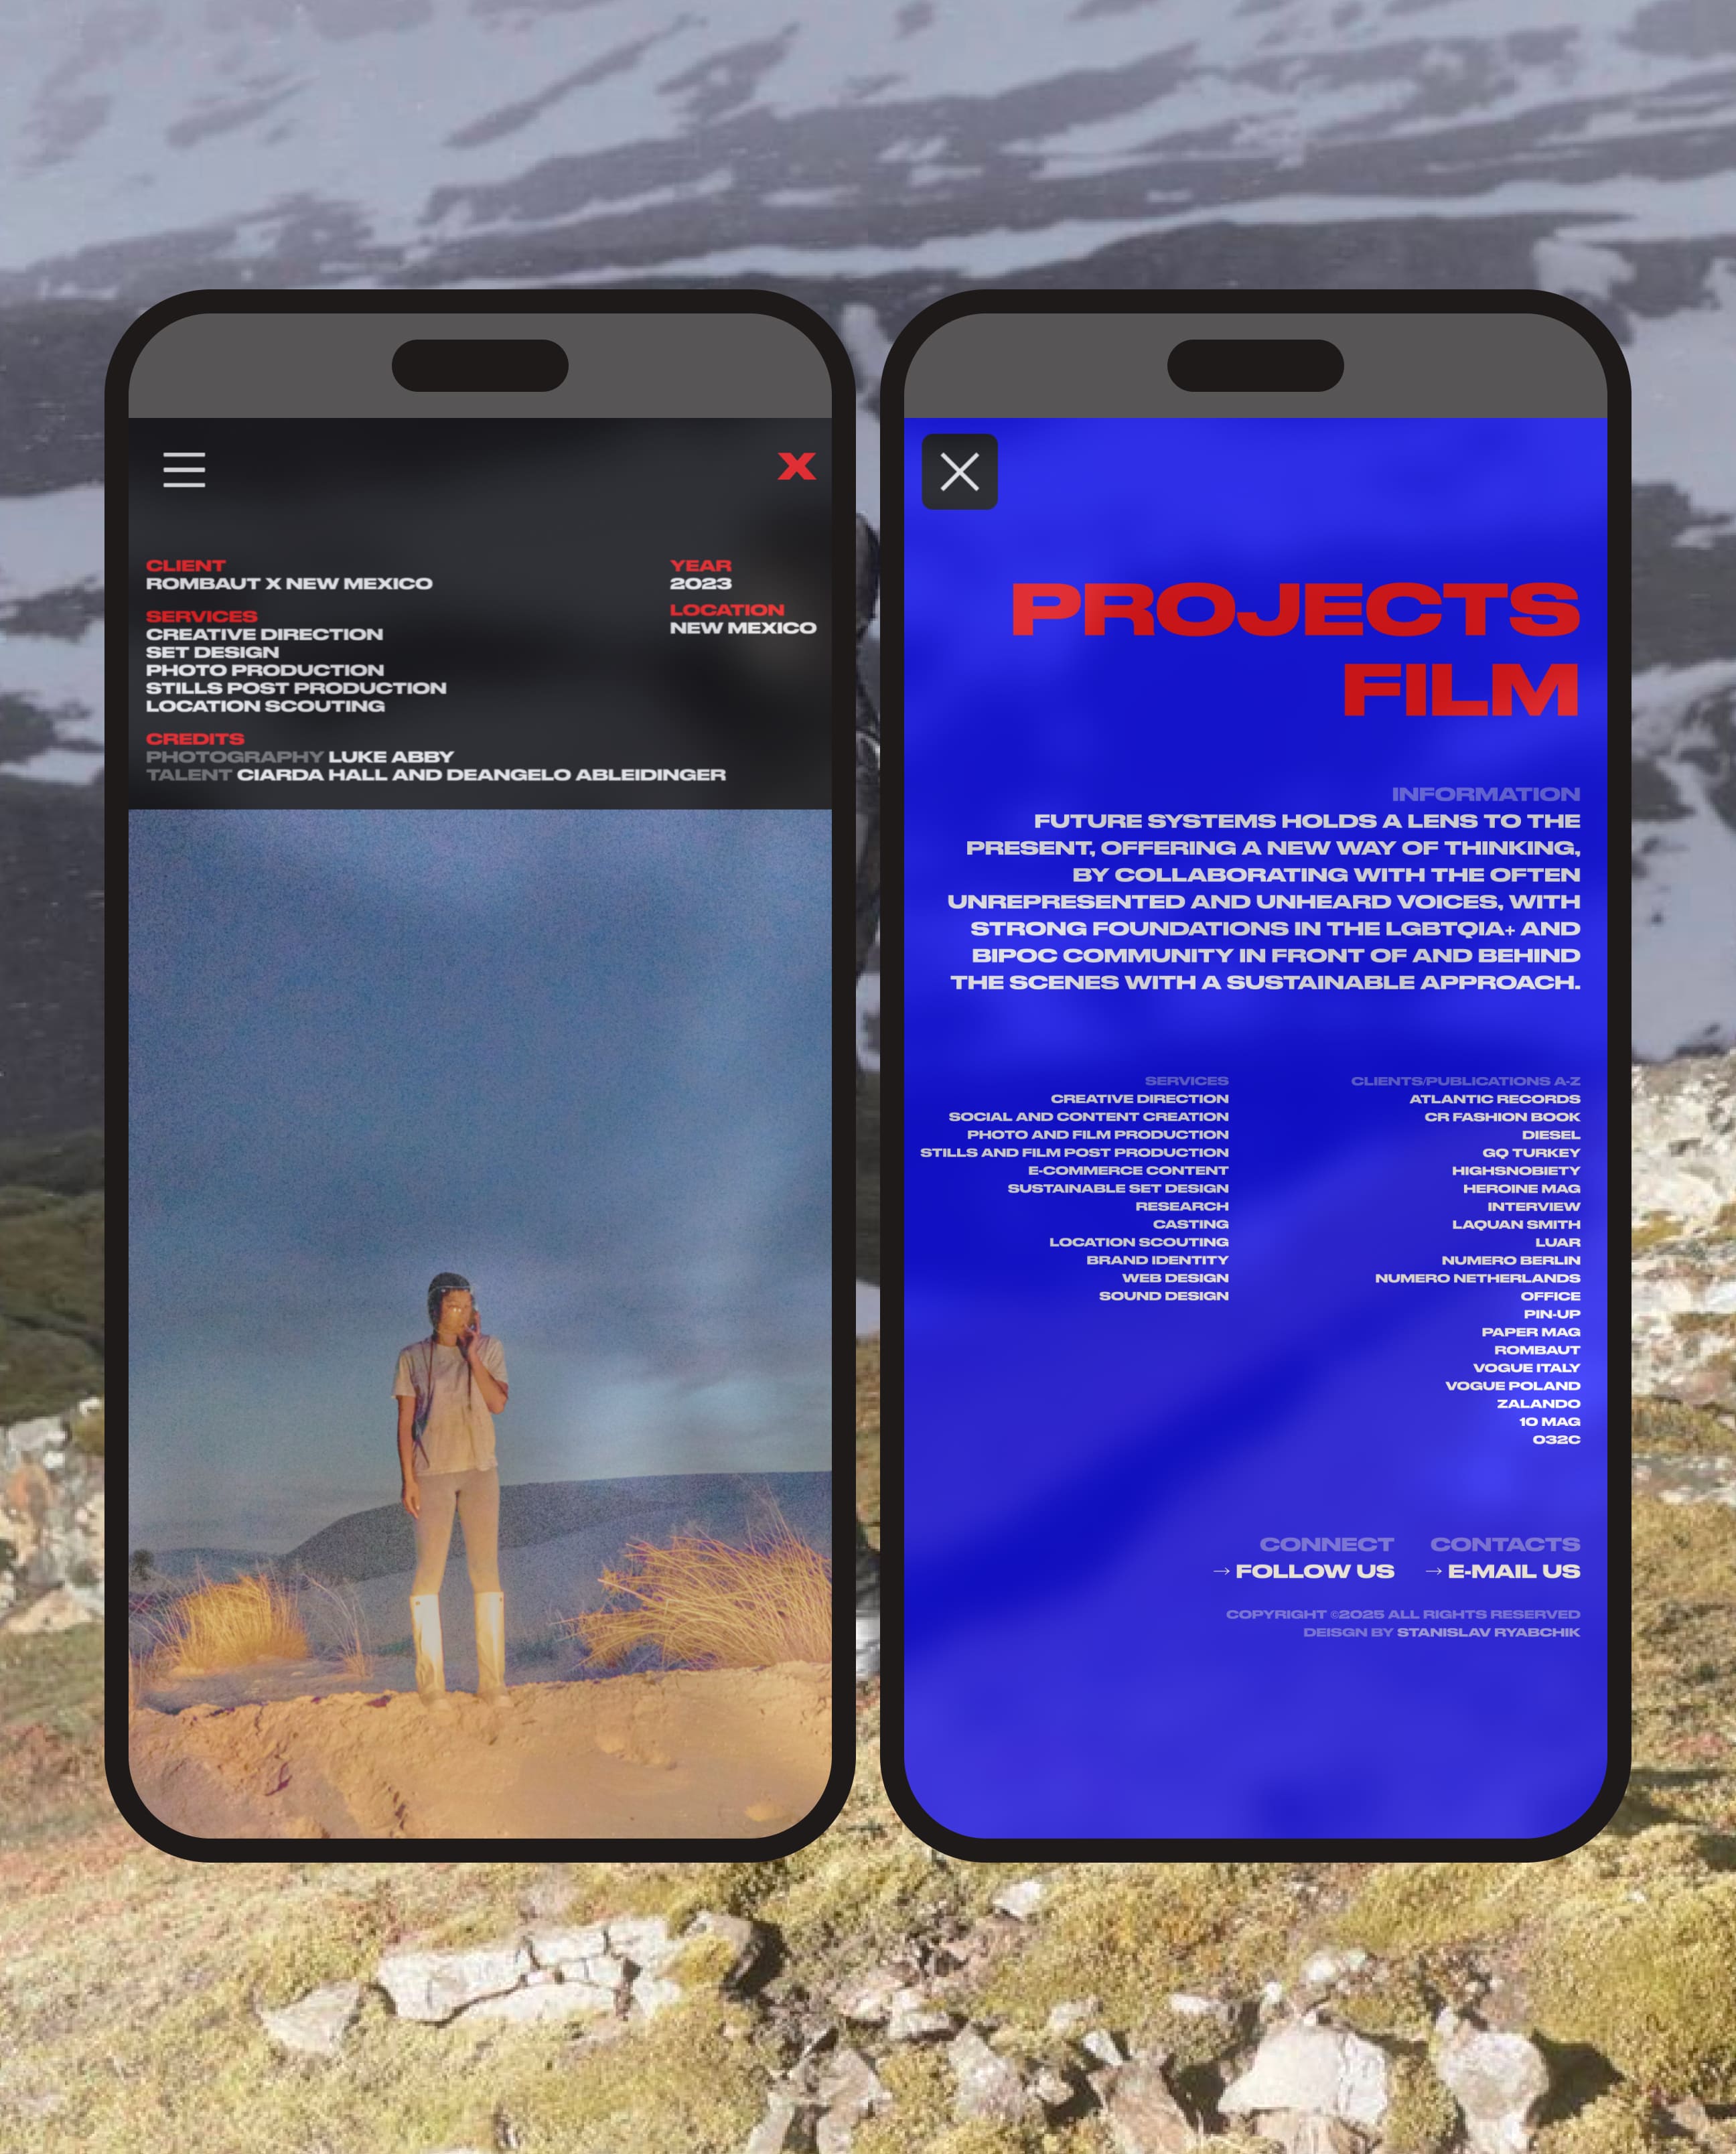 X
CLIENT
ROMBAUT X NEW MEXICO
YEAR
2023
LOCATION
NEW MEXICO
SERVICES
CREATIVE DIRECTION
SET DESIGN
PHOTO PRODUCTION
STILLS POST PRODUCTION
LOCATION SCOUTING
CREDITS
PHOTOGRAPHY LUKE ABBY
TALENT CIARDA HALL AND DEANGELO ABLEIDINGER
PROJECTS
FILM
INFORMATION
FUTURE SYSTEMS HOLDS A LENS TO THE
PRESENT, OFFERING A NEW WAY OF THINKING,
BY COLLABORATING WITH THE OFTEN
UNREPRESENTED AND UNHEARD VOICES, WITH
STRONG FOUNDATIONS IN THE LGBTQIA+ AND
BIPOC COMMUNITY IN FRONT OF AND BEHIND
THE SCENES WITH A SUSTAINABLE APPROACH.
SERVICES
CREATIVE DIRECTION
SOCIAL AND CONTENT CREATION
PHOTO AND FILM PRODUCTION
STILLS AND FILM POST PRODUCTION
E-COMMERCE CONTENT
SUSTAINABLE SET DESIGN
RESEARCH
CASTING
LOCATION SCOUTING
BRAND IDENTITY
WEB DESIGN
SOUND DESIGN
CLIENTS/PUBLICATIONS A-Z
ATLANTIC RECORDS
CR FASHION BOOK
DIESEL
GQ TURKEY
HIGHSNOBIETY
HEROINE MAG
INTERVIEW
LAQUAN SMITH
LUAR
NUMERO BERLIN
NUMERO NETHERLANDS
OFFICE
PIN-UP
PAPER MAG
ROMBAUT
VOGUE ITALY
VOGUE POLAND
ZALANDO
10 MAG
032C
CONNECT
→ FOLLOW US
CONTACTS
→ E-MAIL US
COPYRIGHT ©2025 ALL RIGHTS RESERVED
DEISGN BY STANISLAV RYABCHIK